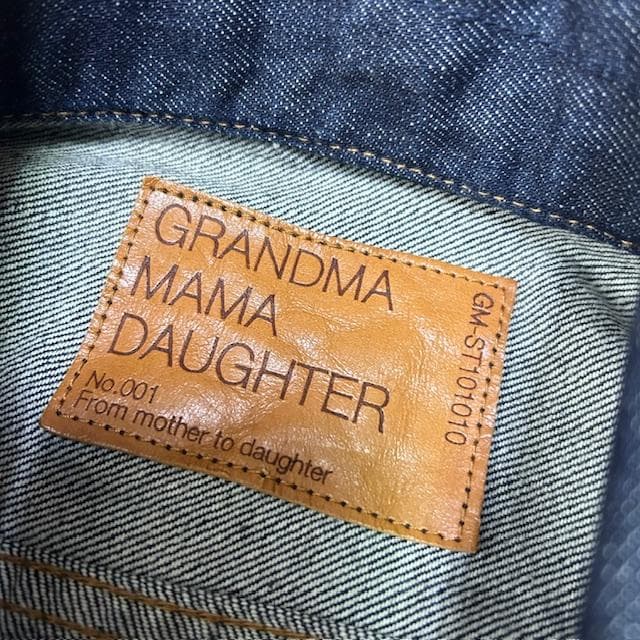 GRANDMA
MAMA
DAUGHTER
No.001
From mother to daughter
GM-ST101010